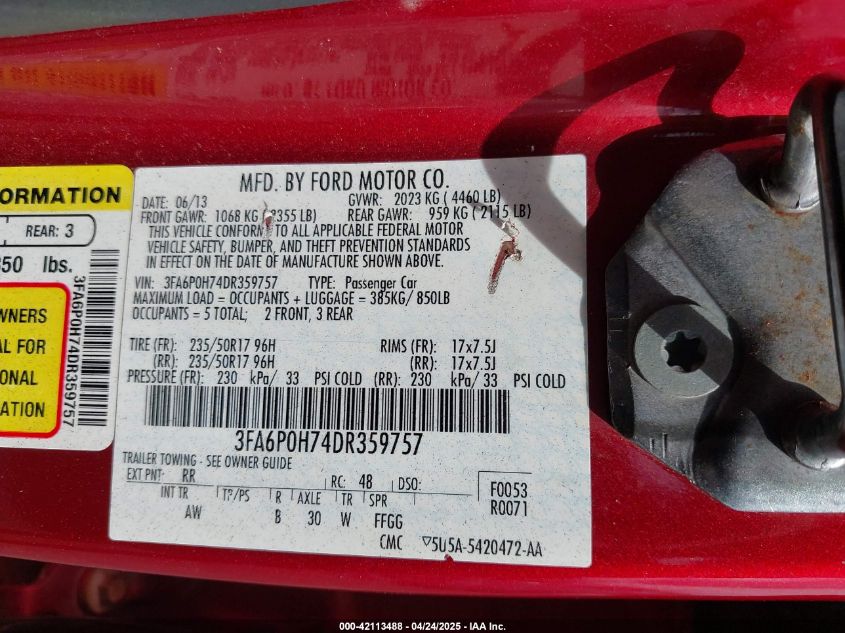 MFD. BY FORD MOTOR CO.
DATE: 06/13 GVWR: 2023 KG ( 4460 LB)
FRONT GAWR: 1068 KG ( 2355 LB) REAR GAWR: 959 KG ( 2115 LB)
THIS VEHICLE CONFORMS TO ALL APPLICABLE FEDERAL MOTOR
VEHICLE SAFETY, BUMPER, AND THEFT PREVENTION STANDARDS
IN EFFECT ON THE DATE OF MANUFACTURE SHOWN ABOVE.
VIN: 3FA6P0H74DR359757 TYPE: Passenger Car
MAXIMUM LOAD = OCCUPANTS + LUGGAGE = 385KG/ 850LB
OCCUPANTS = 5 TOTAL; 2 FRONT, 3 REAR
TIRE (FR): 235/50R17 96H RIMS (FR): 17x7.5J
(RR): 235/50R17 96H (RR): 17x7.5J
PRESSURE (FR): 230 kPa/ 33 PSI COLD (RR): 230 kPa/ 33 PSI COLD
3FA6P0H74DR359757
TRAILER TOWING - SEE OWNER GUIDE
EXT PNT: RR RC: 48 DSO: F0053
R0071
INT TR TP/PS R AXLE TR SPR
AW B 30 W FFGG
CMC 5U5A-5420472-AA
ORMATION
REAR: 3
850 lbs.
3FA6P0H74DR359757
WNERS
AL FOR
IONAL
ATION
000-42113488 - 04/24/2025 - IAA Inc.